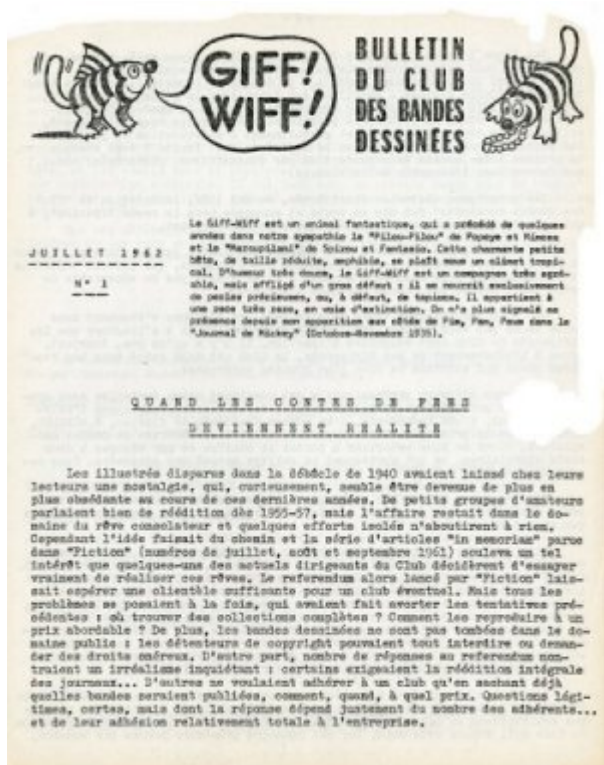 GIFF!
WIFF!
BULLETIN
DU CLUB
DES BANDES
DESSINÉES
JUILLET 1962
N° 1
Le Giff-Wiff est un animal fantastique, qui a précédé de quelques
années dans notre sympathie le "Pilou-Pilou" de Popeye et Mimosa
et le "Marsupilami" de Spirou et Fantasio. Cette charmante petite
bête, de taille réduite, amphibie, se plaît sous un climat tropi-
cal. D'humeur très douce, le Giff-Wiff est un compagnon très agré-
able, mais affligé d'un gros défaut : il se nourrit exclusivement
de perles précieuses, ou, à défaut, de tapioca. Il appartient à
une race très rare, en voie d'extinction. On n'a plus signalé sa
présence depuis son apparition aux côtés de Pim, Pam, Poum dans le
"Journal de Mickey" (Octobre-Novembre 1935).
QUAND LES CONTES DE FEES
DEVIENNENT REALITE
Les illustrés disparus dans la débâcle de 1940 avaient laissé chez leurs
lecteurs une nostalgie, qui, curieusement, semble être devenue de plus en
plus obsédante au cours de ces dernières années. De petits groupes d'amateurs
parlaient bien de réédition dès 1955-57, mais l'affaire restait dans le do-
maine du rêve consolateur et quelques efforts isolés n'aboutirent à rien.
Cependant l'idée faisait du chemin et la série d'articles "in memoriam" parue
dans "Fiction" (numéros de juillet, août et septembre 1961) souleva un tel
intérêt que quelques-uns des actuels dirigeants du Club décidèrent d'essayer
vraiment de réaliser ces rêves. Le referendum alors lancé par "Fiction" lais-
sait espérer une clientèle suffisante pour un club éventuel. Mais tous les
problèmes se posaient à la fois, qui avaient fait avorter les tentatives pré-
cédentes : où trouver des collections complètes ? Comment les reproduire à un
prix abordable ? De plus, les bandes dessinées ne sont pas tombées dans le do-
maine public : les détenteurs de copyright pouvaient tout interdire ou deman-
der des droits onéreux. D'autre part, nombre de réponses au referendum mon-
traient un irréalisme inquiétant : certains exigeaient la réédition intégrale
des journaux... D'autres ne voulaient adhérer à un club qu'en sachant déjà
quelles bandes seraient publiées, comment, quand, à quel prix. Questions légi-
times, certes, mais dont la réponse dépend justement du nombre des adhérents...
et de leur adhésion relativement totale à l'entreprise.